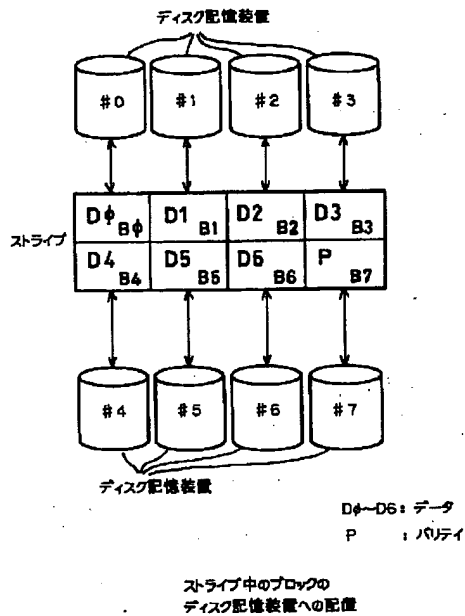 ディスク記憶装置
#0 #1 #2 #3
Dφ Bφ D1 B1 D2 B2 D3 B3
ストライプ
D4 B4 D5 B5 D6 B6 P B7
#4 #5 #6 #7
ディスク記憶装置
Dφ~D6: データ
P : パリティ
ストライプ中のブロックの
ディスク記憶装置への配置